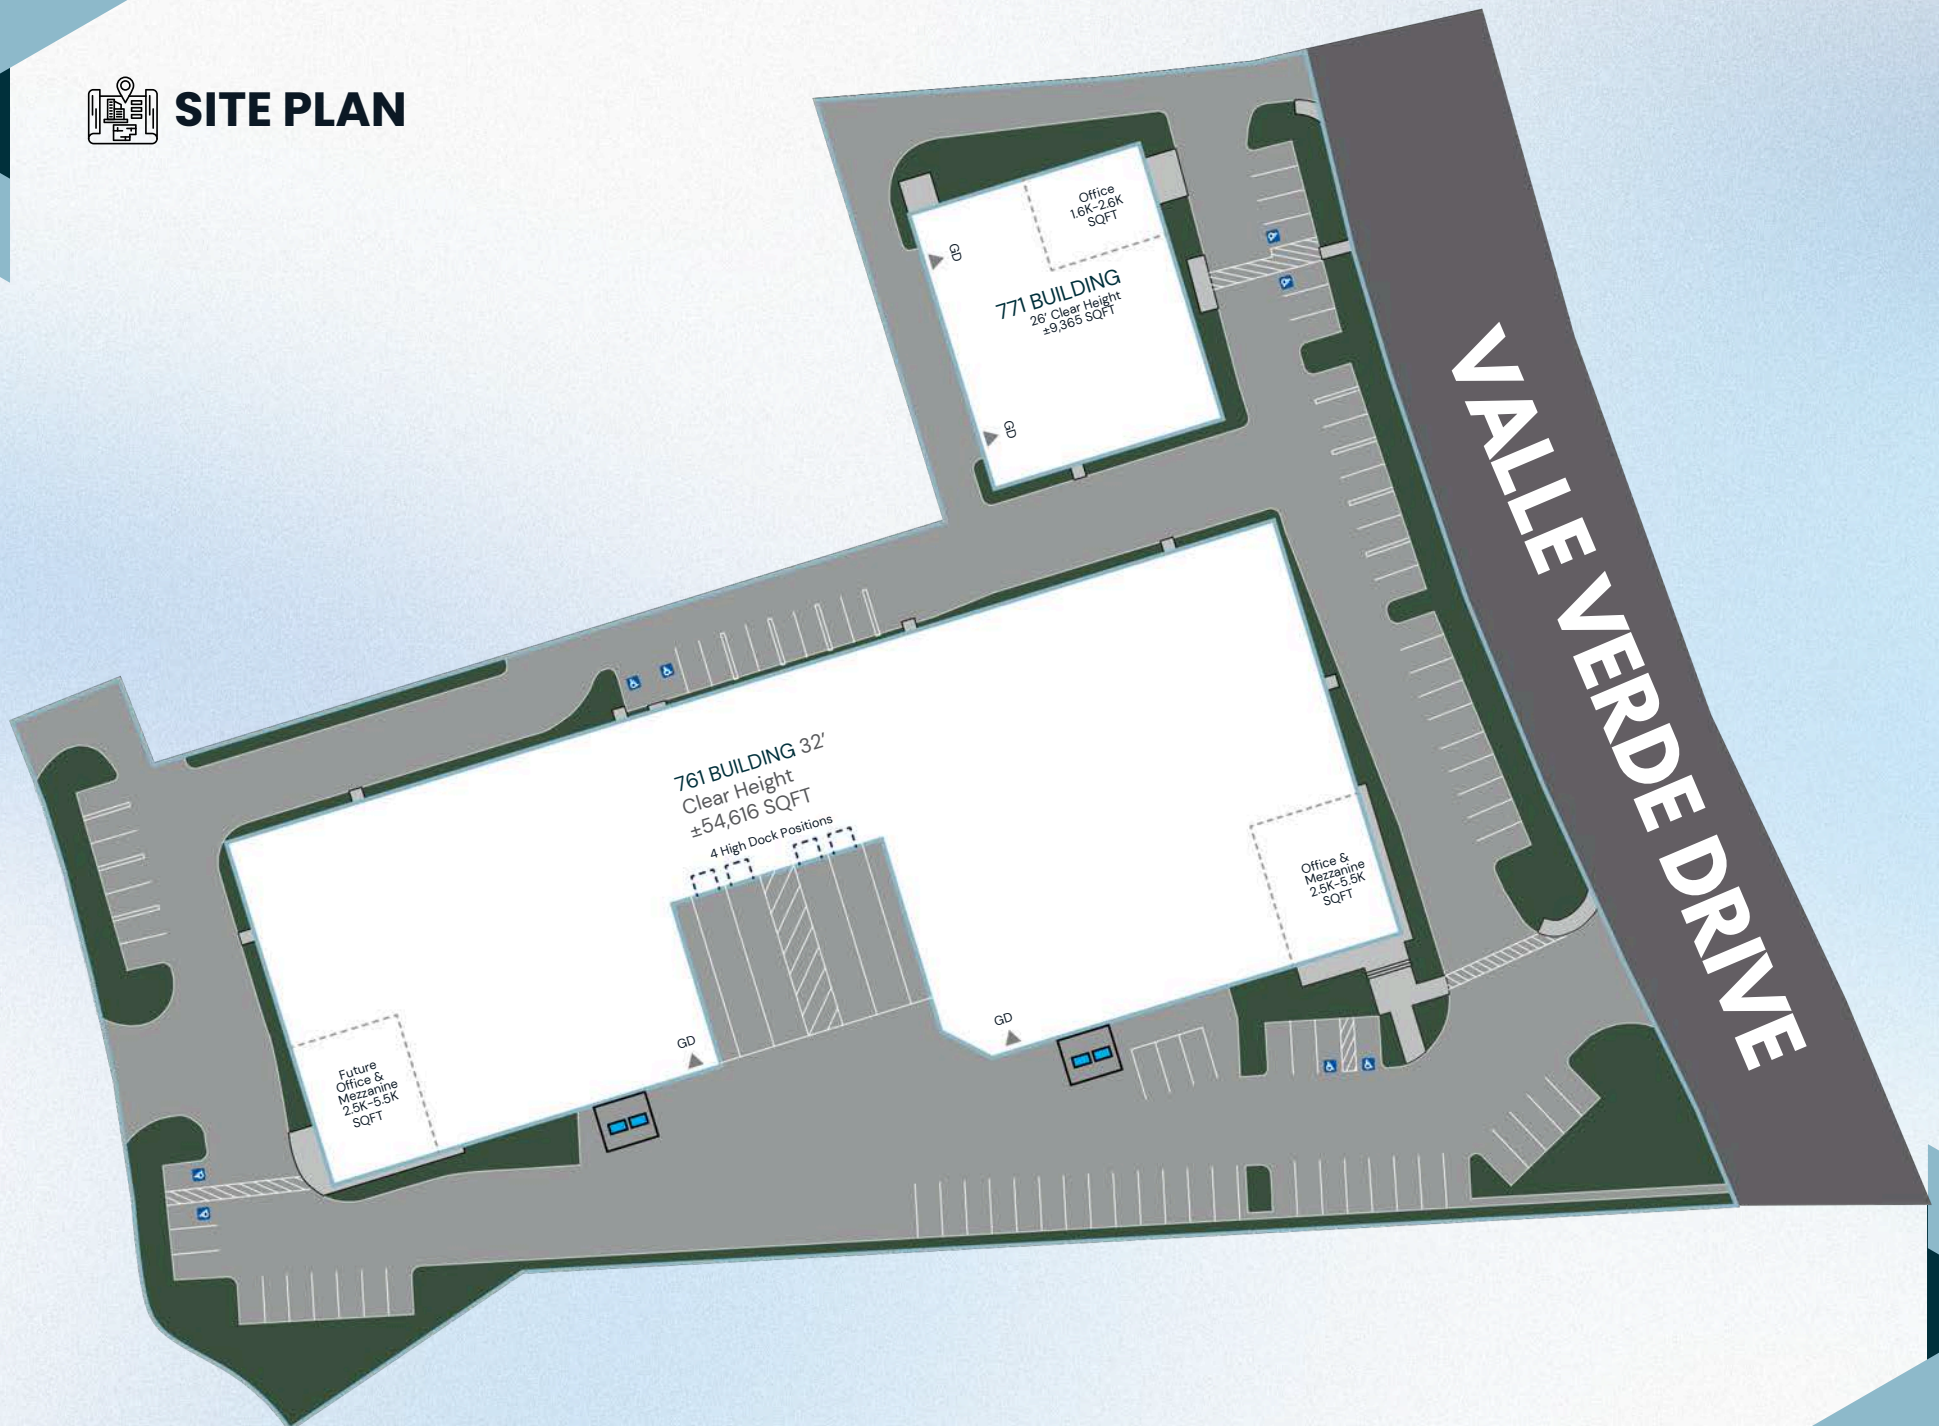 SITE PLAN
Office
1.6K-2.6K
SQFT
GD
771 BUILDING
26' Clear Height
±9,365 SQFT
GD
VALLE VERDE DRIVE
761 BUILDING 32'
Clear Height
±54,616 SQFT
4 High Dock Positions
Office &
Mezzanine
2.5K-5.5K
SQFT
GD
GD
Future
Office &
Mezzanine
2.5K-5.5K
SQFT